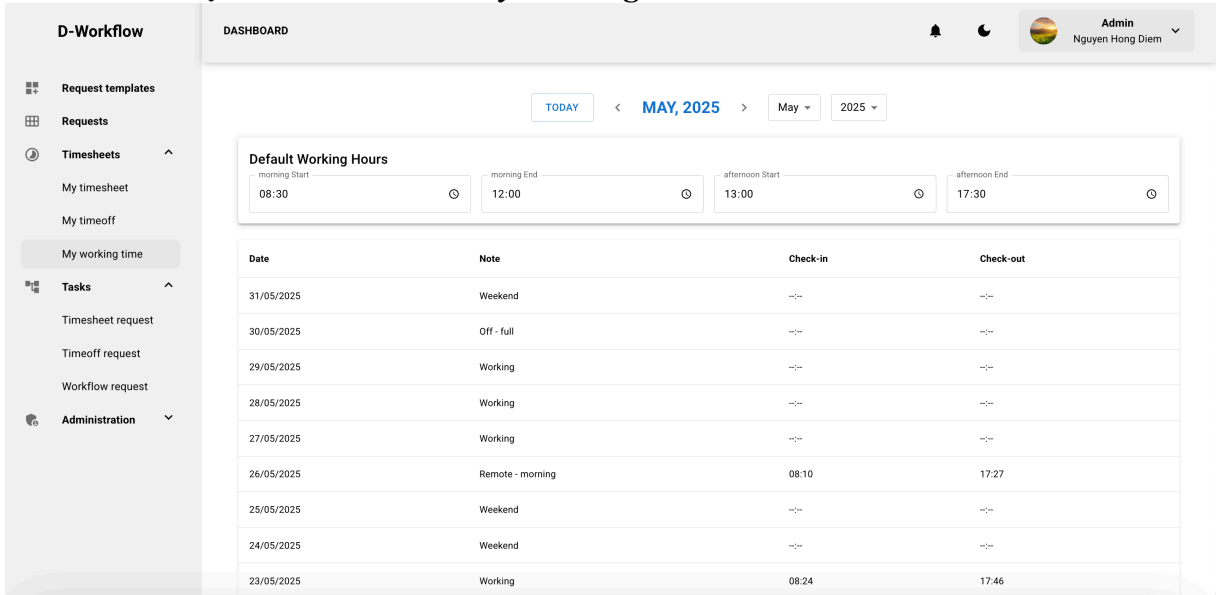 D-Workflow
DASHBOARD
Admin
Nguyen Hong Diem
Request templates
Requests
Timesheets
My timesheet
My timeoff
My working time
Tasks
Timesheet request
Timeoff request
Workflow request
Administration
TODAY < MAY, 2025 > May 2025
Default Working Hours
morning Start morning End afternoon Start afternoon End
08:30 12:00 13:00 17:30
Date Note Check-in Check-out
31/05/2025 Weekend --:-- --:--
30/05/2025 Off - full --:-- --:--
29/05/2025 Working --:-- --:--
28/05/2025 Working --:-- --:--
27/05/2025 Working --:-- --:--
26/05/2025 Remote - morning 08:10 17:27
25/05/2025 Weekend --:-- --:--
24/05/2025 Weekend --:-- --:--
23/05/2025 Working 08:24 17:46